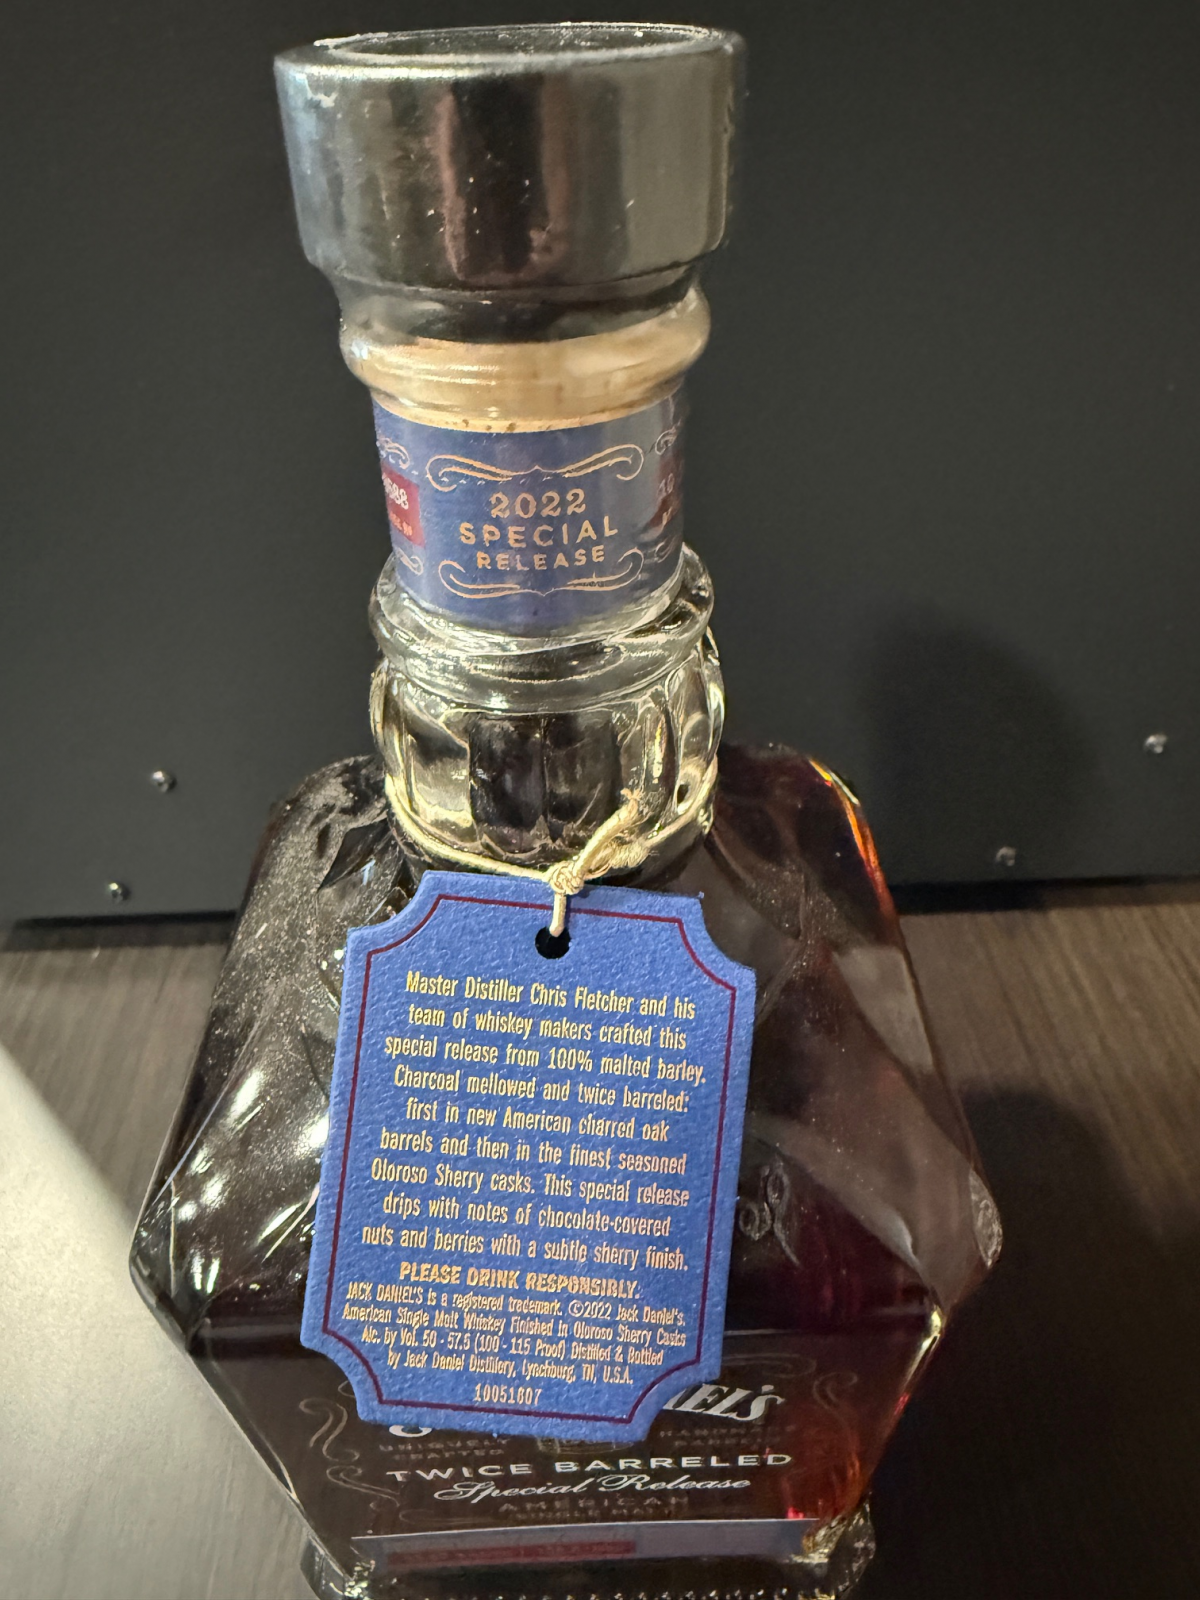 2022
SPECIAL
RELEASE
Master Distiller Chris Fletcher and his
team of whiskey makers crafted this
special release from 100% malted barley.
Charcoal mellowed and twice barreled:
first in new American charred oak
barrels and then in the finest seasoned
Oloroso Sherry casks. This special release
drips with notes of chocolate-covered
nuts and berries with a subtle sherry finish.
PLEASE DRINK RESPONSIBLY.
JACK DANIEL'S is a registered trademark. ©2022 Jack Daniel's.
American Single Malt Whiskey Finished in Oloroso Sherry Casks
Alc. by Vol. 50 - 57.5 (100 - 115 Proof) Distilled & Bottled
by Jack Daniel Distillery, Lynchburg, TN, U.S.A.
10051607
IEL'S
UNIQUELY
CRAFTED
TWICE BARRELED
Special Release
AMERICAN
SINGLE MALT